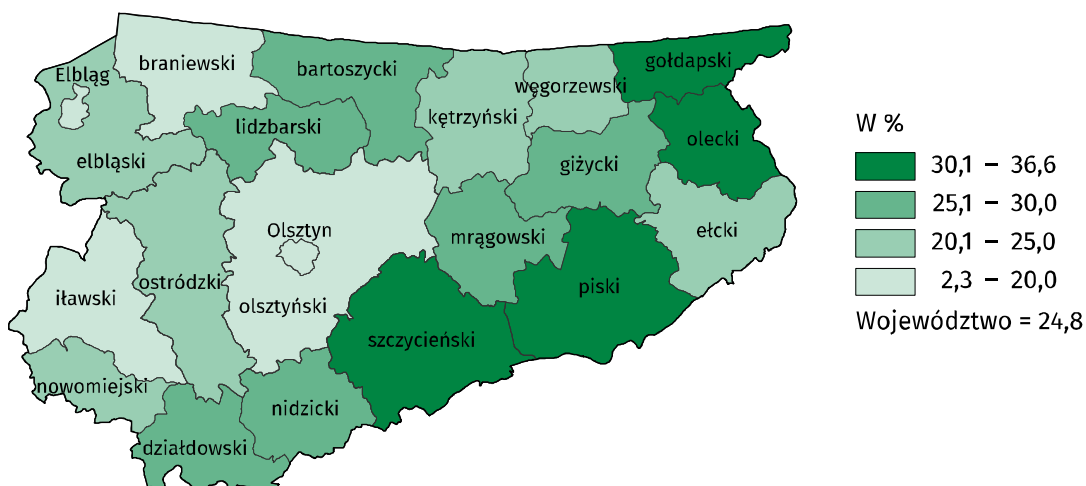 braniewski
bartoszycki
gołdapski
Elbląg
węgorzewski
kętrzyński
lidzbarski
olecki
elbląski
giżycki
Olsztyn
mrągowski
ełcki
ostródzki
iławski
olsztyński
piski
szczycieński
nowomiejski
nidzicki
działdowski
W %
30,1 – 36,6
25,1 – 30,0
20,1 – 25,0
2,3 – 20,0
Województwo = 24,8